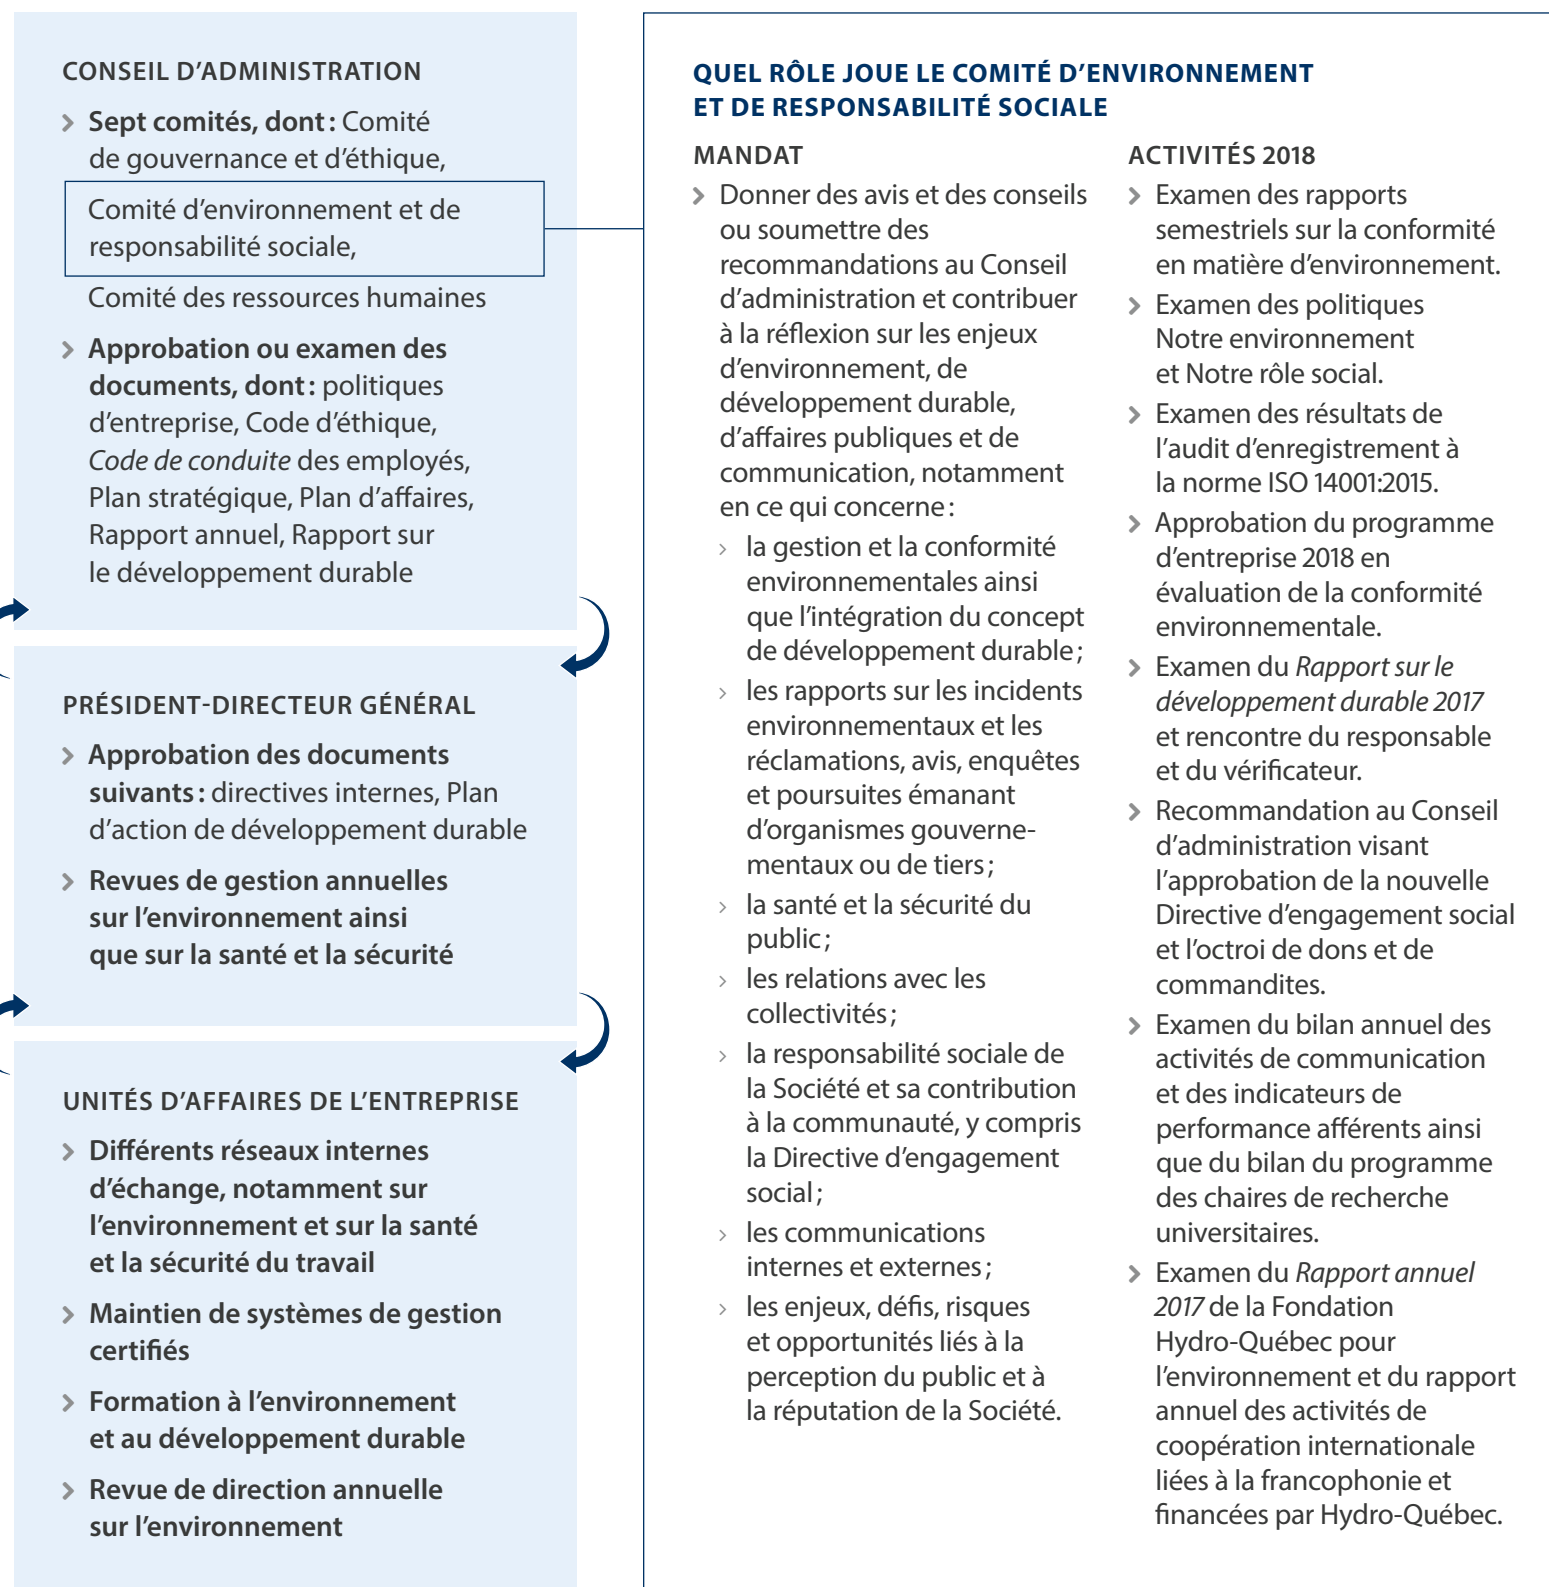 CONSEIL D’ADMINISTRATION
Sept comités, dont : Comité
de gouvernance et d’éthique,
Comité d’environnement et de
responsabilité sociale,
Comité des ressources humaines
Approbation ou examen des
documents, dont : politiques
d’entreprise, Code d’éthique,
Code de conduite des employés,
Plan stratégique, Plan d’affaires,
Rapport annuel, Rapport sur
le développement durable
PRÉSIDENT-DIRECTEUR GÉNÉRAL
Approbation des documents
suivants : directives internes, Plan
d’action de développement durable
Revues de gestion annuelles
sur l’environnement ainsi
que sur la santé et la sécurité
UNITÉS D’AFFAIRES DE L’ENTREPRISE
Différents réseaux internes
d’échange, notamment sur
l’environnement et sur la santé
et la sécurité du travail
Maintien de systèmes de gestion
certifiés
Formation à l’environnement
et au développement durable
Revue de direction annuelle
sur l’environnement
QUEL RÔLE JOUE LE COMITÉ D’ENVIRONNEMENT
ET DE RESPONSABILITÉ SOCIALE
MANDAT
Donner des avis et des conseils
ou soumettre des
recommandations au Conseil
d’administration et contribuer
à la réflexion sur les enjeux
d’environnement, de
développement durable,
d’affaires publiques et de
communication, notamment
en ce qui concerne :
la gestion et la conformité
environnementales ainsi
que l’intégration du concept
de développement durable ;
les rapports sur les incidents
environnementaux et les
réclamations, avis, enquêtes
et poursuites émanant
d’organismes gouverne-
mentaux ou de tiers ;
la santé et la sécurité du
public ;
les relations avec les
collectivités ;
la responsabilité sociale de
la Société et sa contribution
à la communauté, y compris
la Directive d’engagement
social ;
les communications
internes et externes ;
les enjeux, défis, risques
et opportunités liés à la
perception du public et à
la réputation de la Société.
ACTIVITÉS 2018
Examen des rapports
semestriels sur la conformité
en matière d’environnement.
Examen des politiques
Notre environnement
et Notre rôle social.
Examen des résultats de
l’audit d’enregistrement à
la norme ISO 14001:2015.
Approbation du programme
d’entreprise 2018 en
évaluation de la conformité
environnementale.
Examen du Rapport sur le
développement durable 2017
et rencontre du responsable
et du vérificateur.
Recommandation au Conseil
d’administration visant
l’approbation de la nouvelle
Directive d’engagement social
et l’octroi de dons et de
commandites.
Examen du bilan annuel des
activités de communication
et des indicateurs de
performance afférents ainsi
que du bilan du programme
des chaires de recherche
universitaires.
Examen du Rapport annuel
2017 de la Fondation
Hydro-Québec pour
l’environnement et du rapport
annuel des activités de
coopération internationale
liées à la francophonie et
financées par Hydro-Québec.